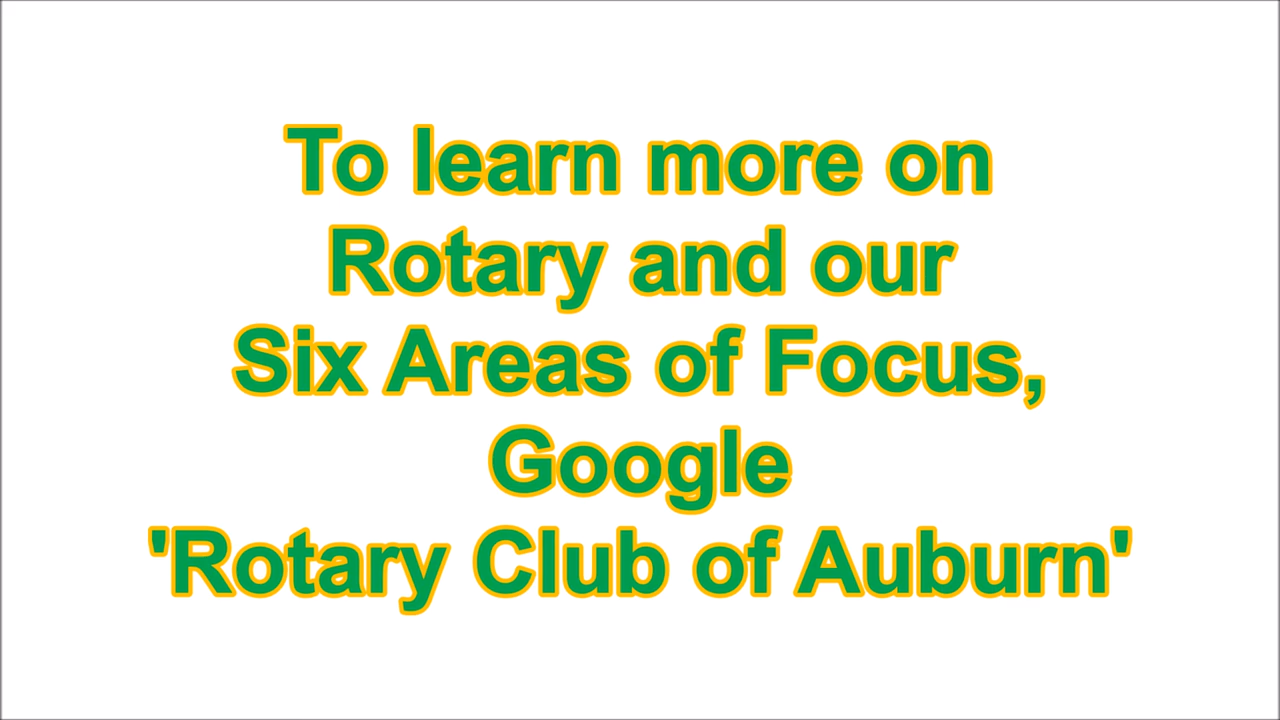 To learn more on
Rotary and our
Six Areas of Focus,
Google
'Rotary Club of Auburn'